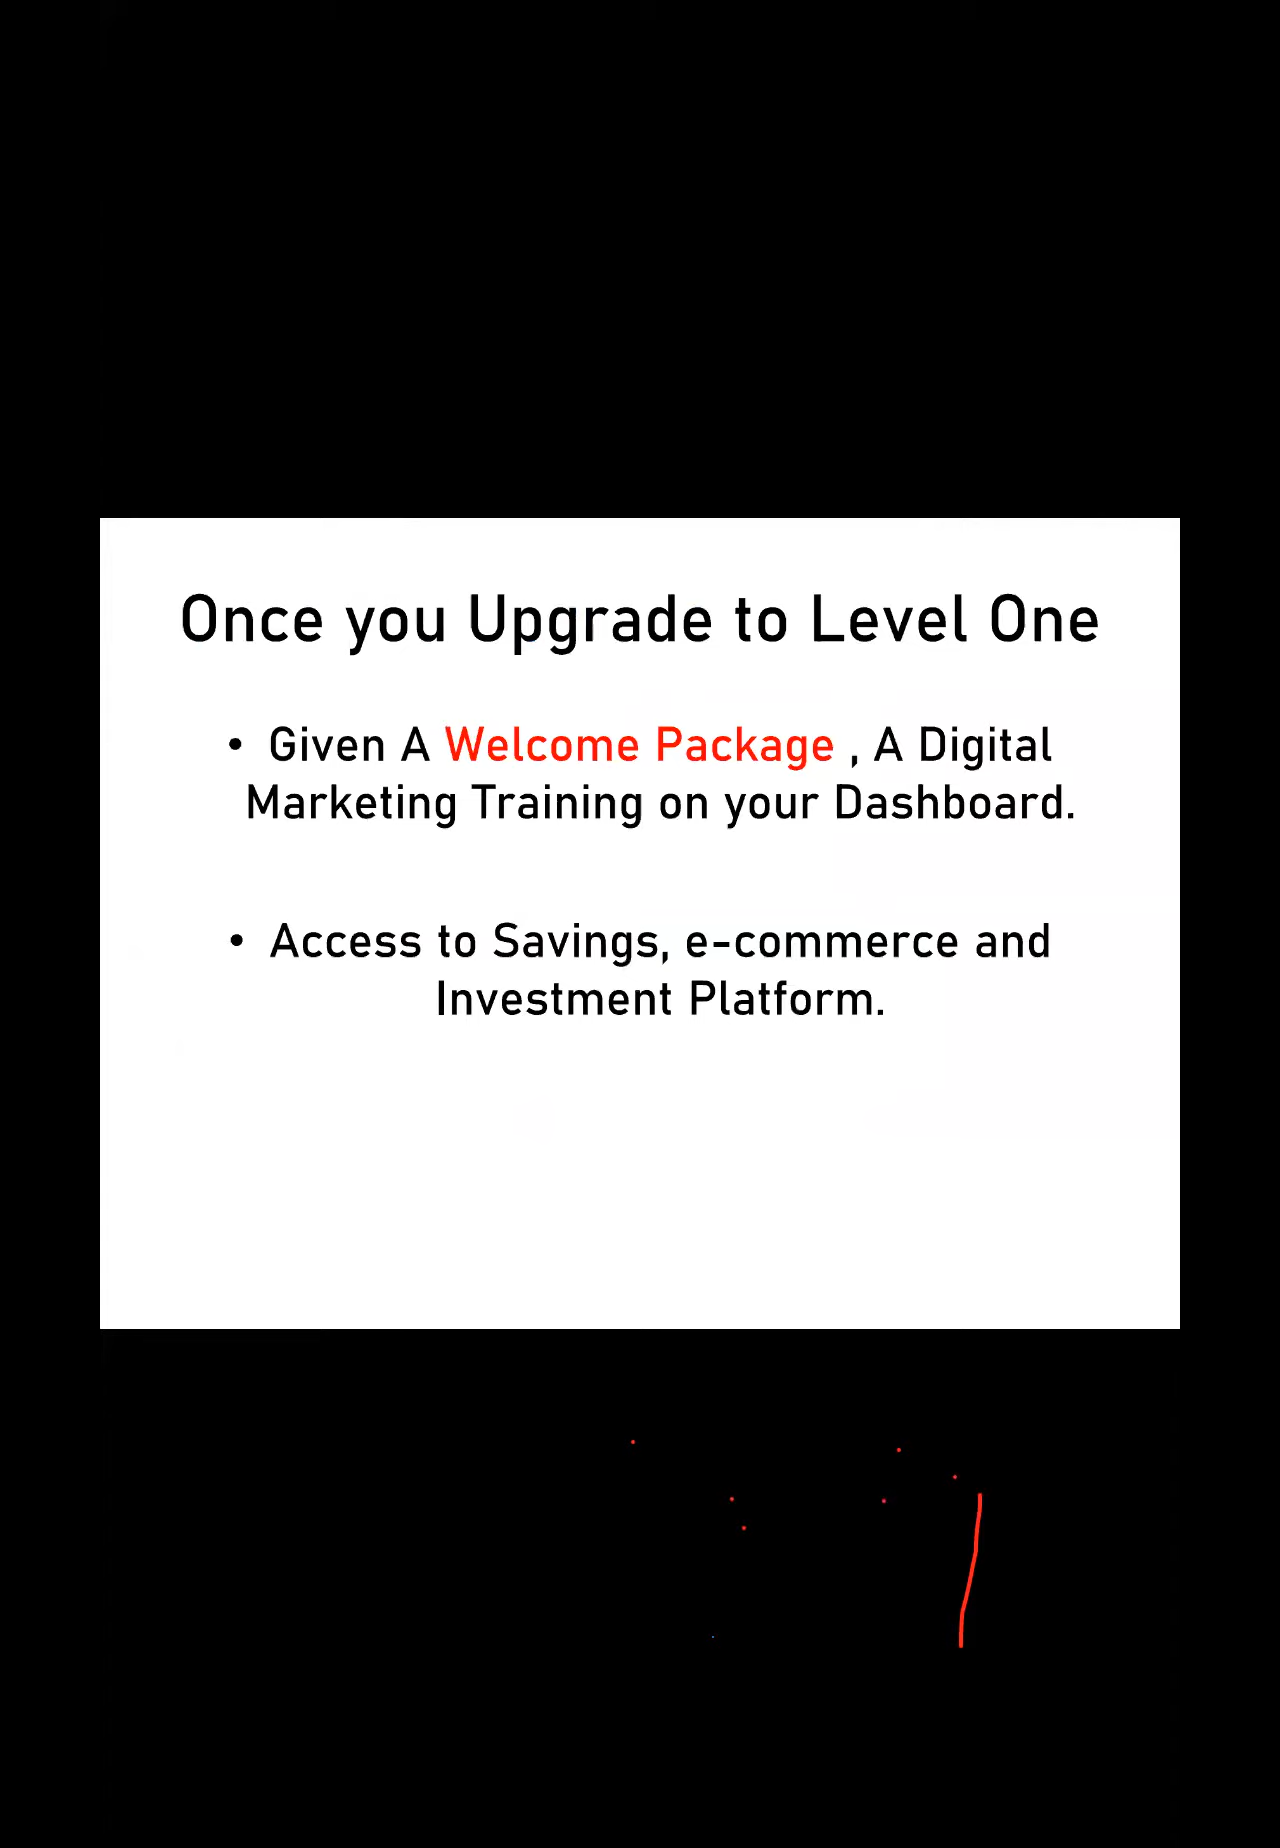 Once you Upgrade to Level One
• Given A Welcome Package , A Digital
Marketing Training on your Dashboard.
• Access to Savings, e-commerce and
Investment Platform.